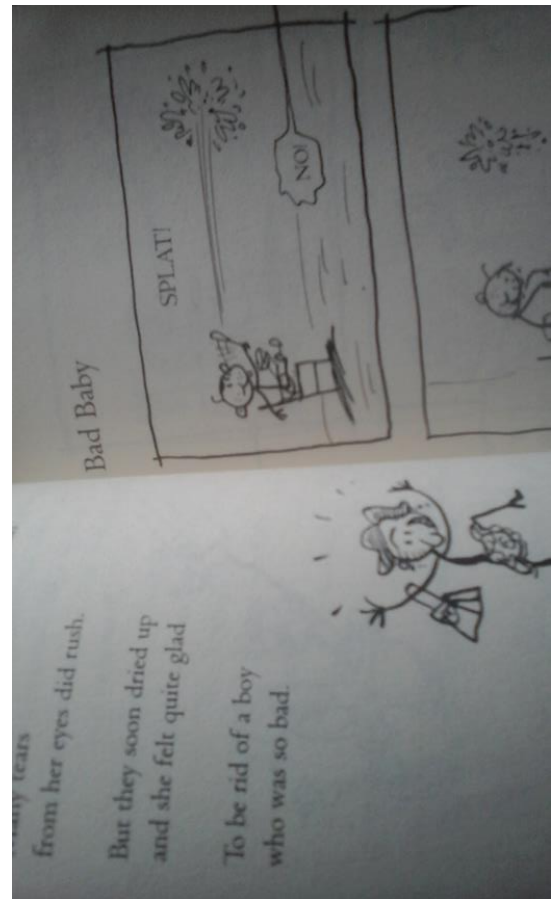 tears
from her eyes did rush.
But they soon dried up
and she felt quite glad
To be rid of a boy
who was so bad.
Bad Baby
SPLAT!
NO!